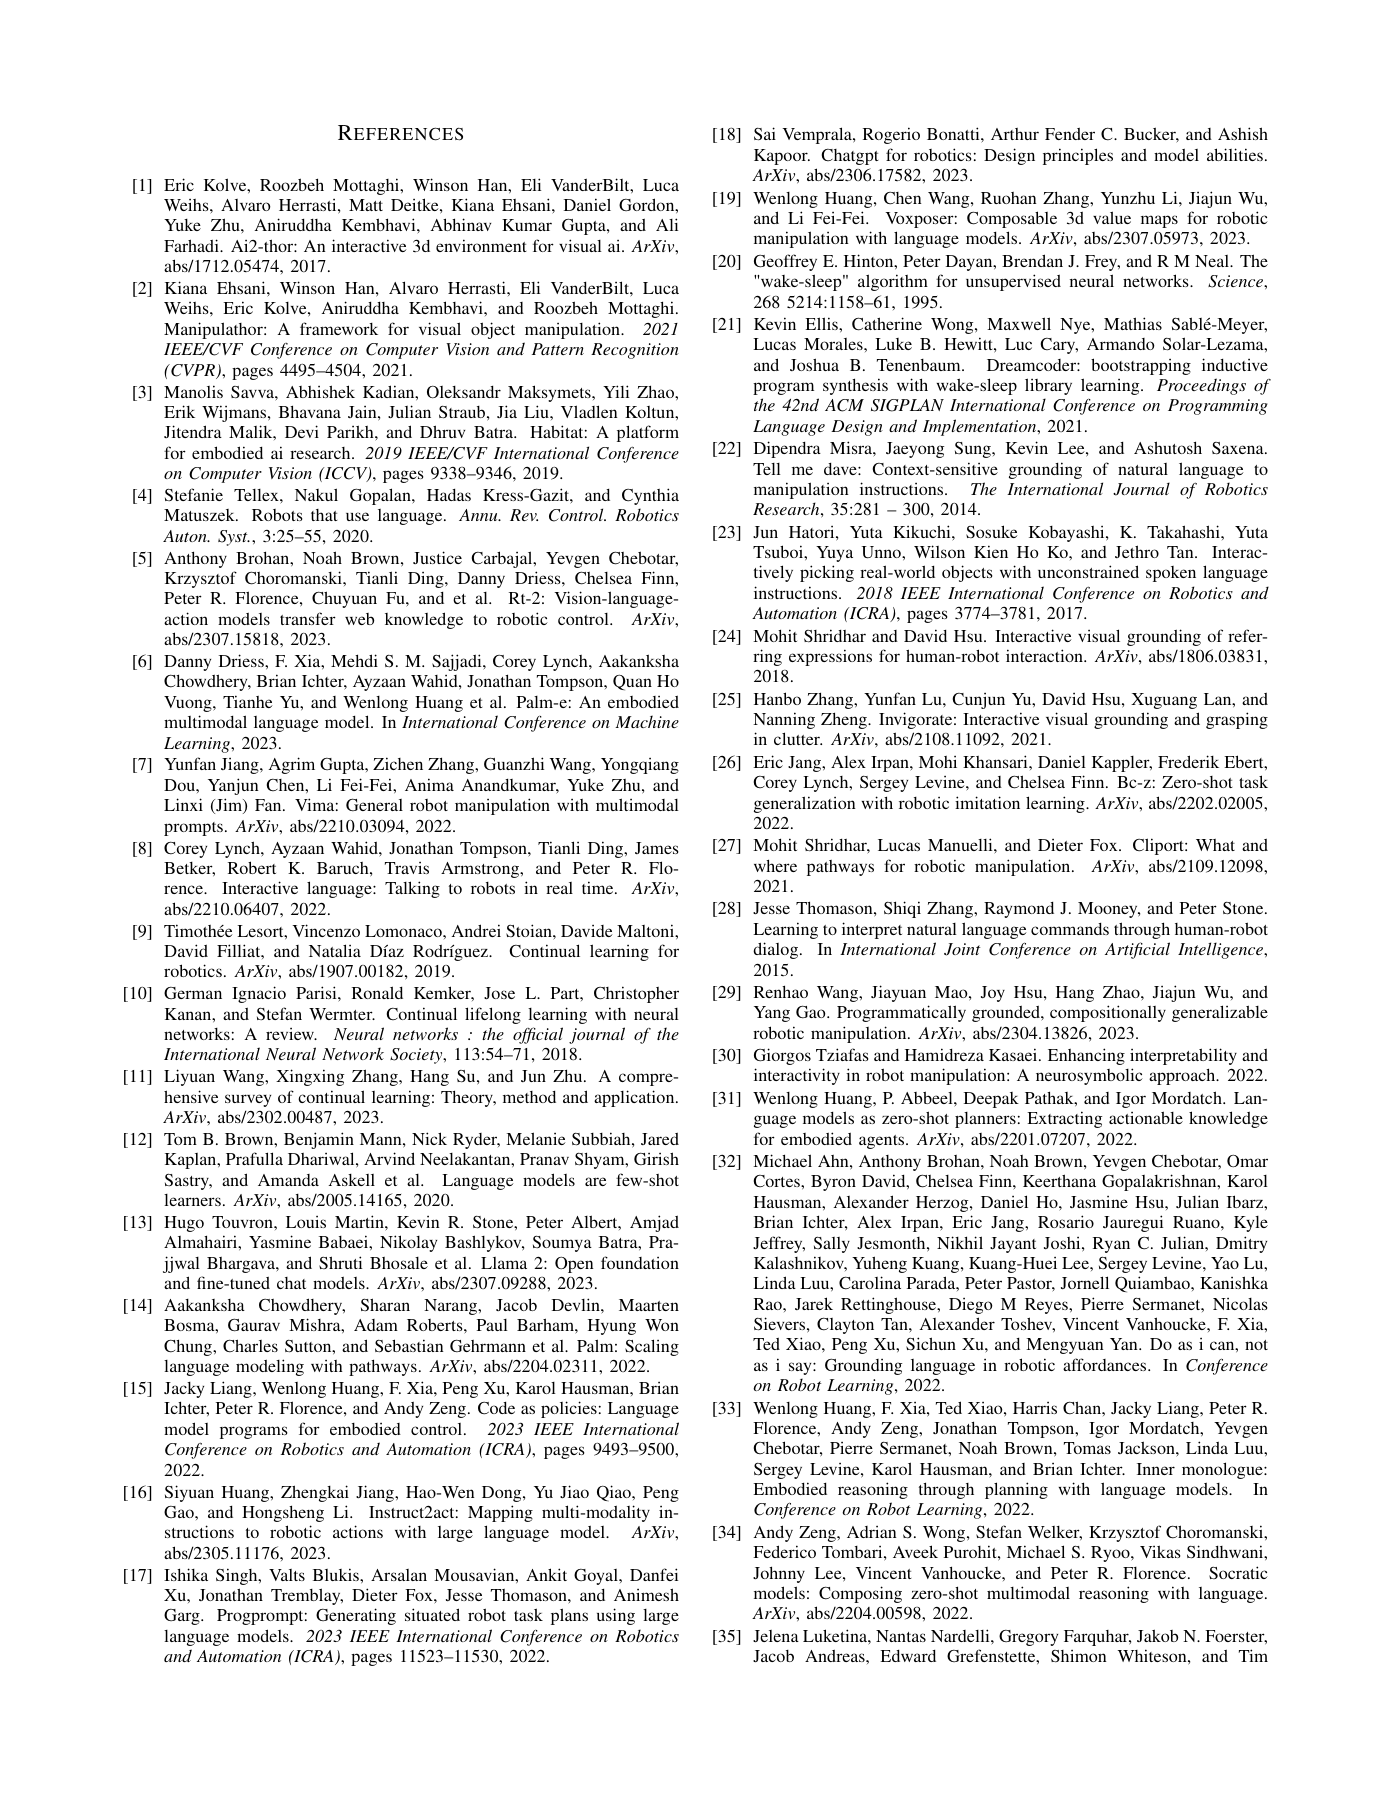 REFERENCES
[1] Eric Kolve, Roozbeh Mottaghi, Winson Han, Eli VanderBilt, Luca
Weihs, Alvaro Herrasti, Matt Deitke, Kiana Ehsani, Daniel Gordon,
Yuke Zhu, Aniruddha Kembhavi, Abhinav Kumar Gupta, and Ali
Farhadi. Ai2-thor: An interactive 3d environment for visual ai. ArXiv,
abs/1712.05474, 2017.
[2] Kiana Ehsani, Winson Han, Alvaro Herrasti, Eli VanderBilt, Luca
Weihs, Eric Kolve, Aniruddha Kembhavi, and Roozbeh Mottaghi.
Manipulathor: A framework for visual object manipulation. 2021
IEEE/CVF Conference on Computer Vision and Pattern Recognition
(CVPR), pages 4495–4504, 2021.
[3] Manolis Savva, Abhishek Kadian, Oleksandr Maksymets, Yili Zhao,
Erik Wijmans, Bhavana Jain, Julian Straub, Jia Liu, Vladlen Koltun,
Jitendra Malik, Devi Parikh, and Dhruv Batra. Habitat: A platform
for embodied ai research. 2019 IEEE/CVF International Conference
on Computer Vision (ICCV), pages 9338–9346, 2019.
[4] Stefanie Tellex, Nakul Gopalan, Hadas Kress-Gazit, and Cynthia
Matuszek. Robots that use language. Annu. Rev. Control. Robotics
Auton. Syst., 3:25–55, 2020.
[5] Anthony Brohan, Noah Brown, Justice Carbajal, Yevgen Chebotar,
Krzysztof Choromanski, Tianli Ding, Danny Driess, Chelsea Finn,
Peter R. Florence, Chuyuan Fu, and et al. Rt-2: Vision-language-
action models transfer web knowledge to robotic control. ArXiv,
abs/2307.15818, 2023.
[6] Danny Driess, F. Xia, Mehdi S. M. Sajjadi, Corey Lynch, Aakanksha
Chowdhery, Brian Ichter, Ayzaan Wahid, Jonathan Tompson, Quan Ho
Vuong, Tianhe Yu, and Wenlong Huang et al. Palm-e: An embodied
multimodal language model. In International Conference on Machine
Learning, 2023.
[7] Yunfan Jiang, Agrim Gupta, Zichen Zhang, Guanzhi Wang, Yongqiang
Dou, Yanjun Chen, Li Fei-Fei, Anima Anandkumar, Yuke Zhu, and
Linxi (Jim) Fan. Vima: General robot manipulation with multimodal
prompts. ArXiv, abs/2210.03094, 2022.
[8] Corey Lynch, Ayzaan Wahid, Jonathan Tompson, Tianli Ding, James
Betker, Robert K. Baruch, Travis Armstrong, and Peter R. Flo-
rence. Interactive language: Talking to robots in real time. ArXiv,
abs/2210.06407, 2022.
[9] Timothée Lesort, Vincenzo Lomonaco, Andrei Stoian, Davide Maltoni,
David Filliat, and Natalia Díaz Rodríguez. Continual learning for
robotics. ArXiv, abs/1907.00182, 2019.
[10] German Ignacio Parisi, Ronald Kemker, Jose L. Part, Christopher
Kanan, and Stefan Wermter. Continual lifelong learning with neural
networks: A review. Neural networks : the official journal of the
International Neural Network Society, 113:54–71, 2018.
[11] Liyuan Wang, Xingxing Zhang, Hang Su, and Jun Zhu. A compre-
hensive survey of continual learning: Theory, method and application.
ArXiv, abs/2302.00487, 2023.
[12] Tom B. Brown, Benjamin Mann, Nick Ryder, Melanie Subbiah, Jared
Kaplan, Prafulla Dhariwal, Arvind Neelakantan, Pranav Shyam, Girish
Sastry, and Amanda Askell et al. Language models are few-shot
learners. ArXiv, abs/2005.14165, 2020.
[13] Hugo Touvron, Louis Martin, Kevin R. Stone, Peter Albert, Amjad
Almahairi, Yasmine Babaei, Nikolay Bashlykov, Soumya Batra, Pra-
jjwal Bhargava, and Shruti Bhosale et al. Llama 2: Open foundation
and fine-tuned chat models. ArXiv, abs/2307.09288, 2023.
[14] Aakanksha Chowdhery, Sharan Narang, Jacob Devlin, Maarten
Bosma, Gaurav Mishra, Adam Roberts, Paul Barham, Hyung Won
Chung, Charles Sutton, and Sebastian Gehrmann et al. Palm: Scaling
language modeling with pathways. ArXiv, abs/2204.02311, 2022.
[15] Jacky Liang, Wenlong Huang, F. Xia, Peng Xu, Karol Hausman, Brian
Ichter, Peter R. Florence, and Andy Zeng. Code as policies: Language
model programs for embodied control. 2023 IEEE International
Conference on Robotics and Automation (ICRA), pages 9493–9500,
2022.
[16] Siyuan Huang, Zhengkai Jiang, Hao-Wen Dong, Yu Jiao Qiao, Peng
Gao, and Hongsheng Li. Instruct2act: Mapping multi-modality in-
structions to robotic actions with large language model. ArXiv,
abs/2305.11176, 2023.
[17] Ishika Singh, Valts Blukis, Arsalan Mousavian, Ankit Goyal, Danfei
Xu, Jonathan Tremblay, Dieter Fox, Jesse Thomason, and Animesh
Garg. Progprompt: Generating situated robot task plans using large
language models. 2023 IEEE International Conference on Robotics
and Automation (ICRA), pages 11523–11530, 2022.
[18] Sai Vemprala, Rogerio Bonatti, Arthur Fender C. Bucker, and Ashish
Kapoor. Chatgpt for robotics: Design principles and model abilities.
ArXiv, abs/2306.17582, 2023.
[19] Wenlong Huang, Chen Wang, Ruohan Zhang, Yunzhu Li, Jiajun Wu,
and Li Fei-Fei. Voxposer: Composable 3d value maps for robotic
manipulation with language models. ArXiv, abs/2307.05973, 2023.
[20] Geoffrey E. Hinton, Peter Dayan, Brendan J. Frey, and R M Neal. The
"wake-sleep" algorithm for unsupervised neural networks. Science,
268 5214:1158–61, 1995.
[21] Kevin Ellis, Catherine Wong, Maxwell Nye, Mathias Sablé-Meyer,
Lucas Morales, Luke B. Hewitt, Luc Cary, Armando Solar-Lezama,
and Joshua B. Tenenbaum. Dreamcoder: bootstrapping inductive
program synthesis with wake-sleep library learning. Proceedings of
the 42nd ACM SIGPLAN International Conference on Programming
Language Design and Implementation, 2021.
[22] Dipendra Misra, Jaeyong Sung, Kevin Lee, and Ashutosh Saxena.
Tell me dave: Context-sensitive grounding of natural language to
manipulation instructions. The International Journal of Robotics
Research, 35:281 – 300, 2014.
[23] Jun Hatori, Yuta Kikuchi, Sosuke Kobayashi, K. Takahashi, Yuta
Tsuboi, Yuya Unno, Wilson Kien Ho Ko, and Jethro Tan. Interac-
tively picking real-world objects with unconstrained spoken language
instructions. 2018 IEEE International Conference on Robotics and
Automation (ICRA), pages 3774–3781, 2017.
[24] Mohit Shridhar and David Hsu. Interactive visual grounding of refer-
ring expressions for human-robot interaction. ArXiv, abs/1806.03831,
2018.
[25] Hanbo Zhang, Yunfan Lu, Cunjun Yu, David Hsu, Xuguang Lan, and
Nanning Zheng. Invigorate: Interactive visual grounding and grasping
in clutter. ArXiv, abs/2108.11092, 2021.
[26] Eric Jang, Alex Irpan, Mohi Khansari, Daniel Kappler, Frederik Ebert,
Corey Lynch, Sergey Levine, and Chelsea Finn. Bc-z: Zero-shot task
generalization with robotic imitation learning. ArXiv, abs/2202.02005,
2022.
[27] Mohit Shridhar, Lucas Manuelli, and Dieter Fox. Cliport: What and
where pathways for robotic manipulation. ArXiv, abs/2109.12098,
2021.
[28] Jesse Thomason, Shiqi Zhang, Raymond J. Mooney, and Peter Stone.
Learning to interpret natural language commands through human-robot
dialog. In International Joint Conference on Artificial Intelligence,
2015.
[29] Renhao Wang, Jiayuan Mao, Joy Hsu, Hang Zhao, Jiajun Wu, and
Yang Gao. Programmatically grounded, compositionally generalizable
robotic manipulation. ArXiv, abs/2304.13826, 2023.
[30] Giorgos Tziafas and Hamidreza Kasaei. Enhancing interpretability and
interactivity in robot manipulation: A neurosymbolic approach. 2022.
[31] Wenlong Huang, P. Abbeel, Deepak Pathak, and Igor Mordatch. Lan-
guage models as zero-shot planners: Extracting actionable knowledge
for embodied agents. ArXiv, abs/2201.07207, 2022.
[32] Michael Ahn, Anthony Brohan, Noah Brown, Yevgen Chebotar, Omar
Cortes, Byron David, Chelsea Finn, Keerthana Gopalakrishnan, Karol
Hausman, Alexander Herzog, Daniel Ho, Jasmine Hsu, Julian Ibarz,
Brian Ichter, Alex Irpan, Eric Jang, Rosario Jauregui Ruano, Kyle
Jeffrey, Sally Jesmonth, Nikhil Jayant Joshi, Ryan C. Julian, Dmitry
Kalashnikov, Yuheng Kuang, Kuang-Huei Lee, Sergey Levine, Yao Lu,
Linda Luu, Carolina Parada, Peter Pastor, Jornell Quiambao, Kanishka
Rao, Jarek Rettinghouse, Diego M Reyes, Pierre Sermanet, Nicolas
Sievers, Clayton Tan, Alexander Toshev, Vincent Vanhoucke, F. Xia,
Ted Xiao, Peng Xu, Sichun Xu, and Mengyuan Yan. Do as i can, not
as i say: Grounding language in robotic affordances. In Conference
on Robot Learning, 2022.
[33] Wenlong Huang, F. Xia, Ted Xiao, Harris Chan, Jacky Liang, Peter R.
Florence, Andy Zeng, Jonathan Tompson, Igor Mordatch, Yevgen
Chebotar, Pierre Sermanet, Noah Brown, Tomas Jackson, Linda Luu,
Sergey Levine, Karol Hausman, and Brian Ichter. Inner monologue:
Embodied reasoning through planning with language models. In
Conference on Robot Learning, 2022.
[34] Andy Zeng, Adrian S. Wong, Stefan Welker, Krzysztof Choromanski,
Federico Tombari, Aveek Purohit, Michael S. Ryoo, Vikas Sindhwani,
Johnny Lee, Vincent Vanhoucke, and Peter R. Florence. Socratic
models: Composing zero-shot multimodal reasoning with language.
ArXiv, abs/2204.00598, 2022.
[35] Jelena Luketina, Nantas Nardelli, Gregory Farquhar, Jakob N. Foerster,
Jacob Andreas, Edward Grefenstette, Shimon Whiteson, and Tim